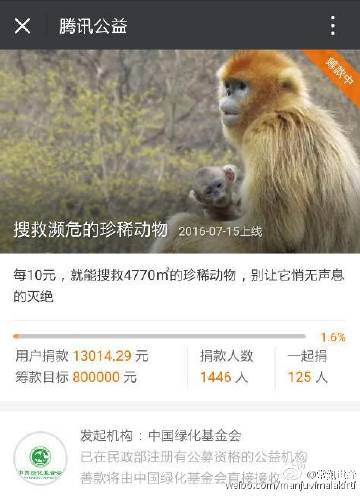 腾讯公益
筹款中
搜救濒危的珍稀动物 2016-07-15上线
每10元，就能搜救4770㎡的珍稀动物，别让它悄无声息
的灭绝
1.6%
用户捐款 13014.29 元 捐款人数 一起捐
筹款目标 800000 元 1446 人 125 人
发起机构：中国绿化基金会
已在民政部注册有公募资格的公益机构
善款将由中国绿化基金会直接接收
中国绿化基金会
weibo.com/manjuvimalakirti